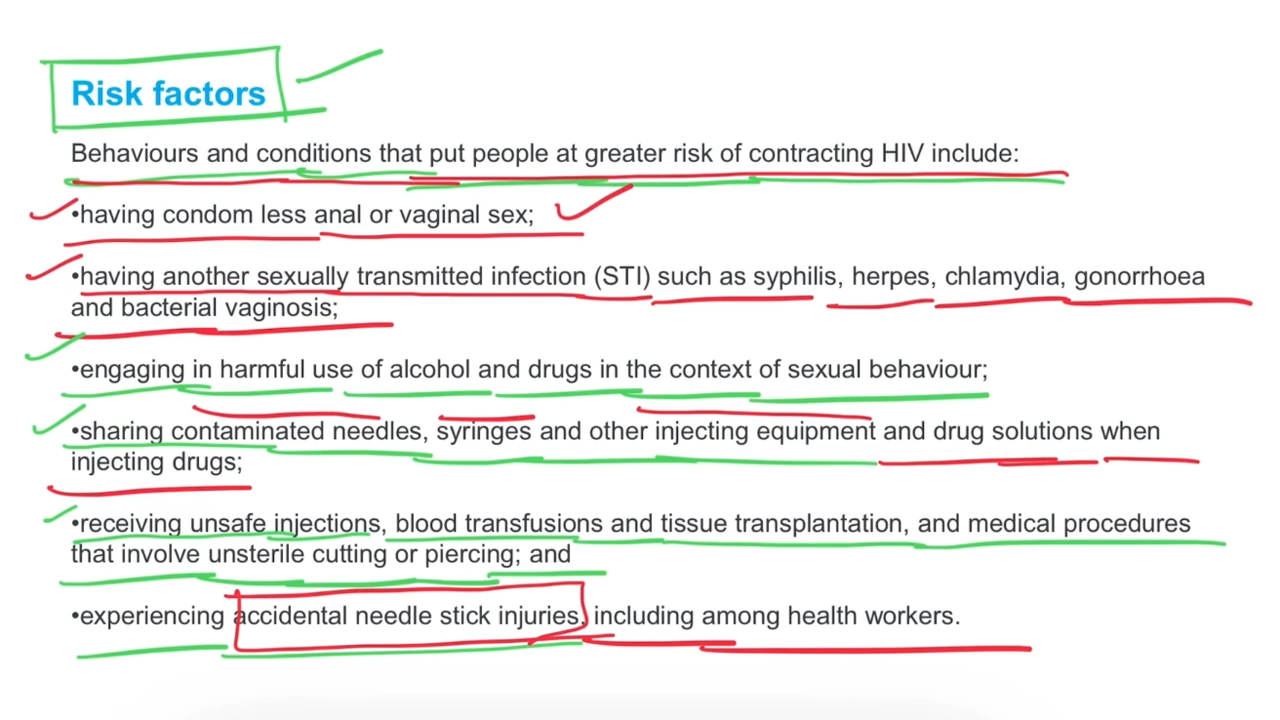 Risk factors
Behaviours and conditions that put people at greater risk of contracting HIV include:
•having condom less anal or vaginal sex;
•having another sexually transmitted infection (STI) such as syphilis, herpes, chlamydia, gonorrhoea
and bacterial vaginosis;
•engaging in harmful use of alcohol and drugs in the context of sexual behaviour;
•sharing contaminated needles, syringes and other injecting equipment and drug solutions when
injecting drugs;
•receiving unsafe injections, blood transfusions and tissue transplantation, and medical procedures
that involve unsterile cutting or piercing; and
•experiencing accidental needle stick injuries, including among health workers.